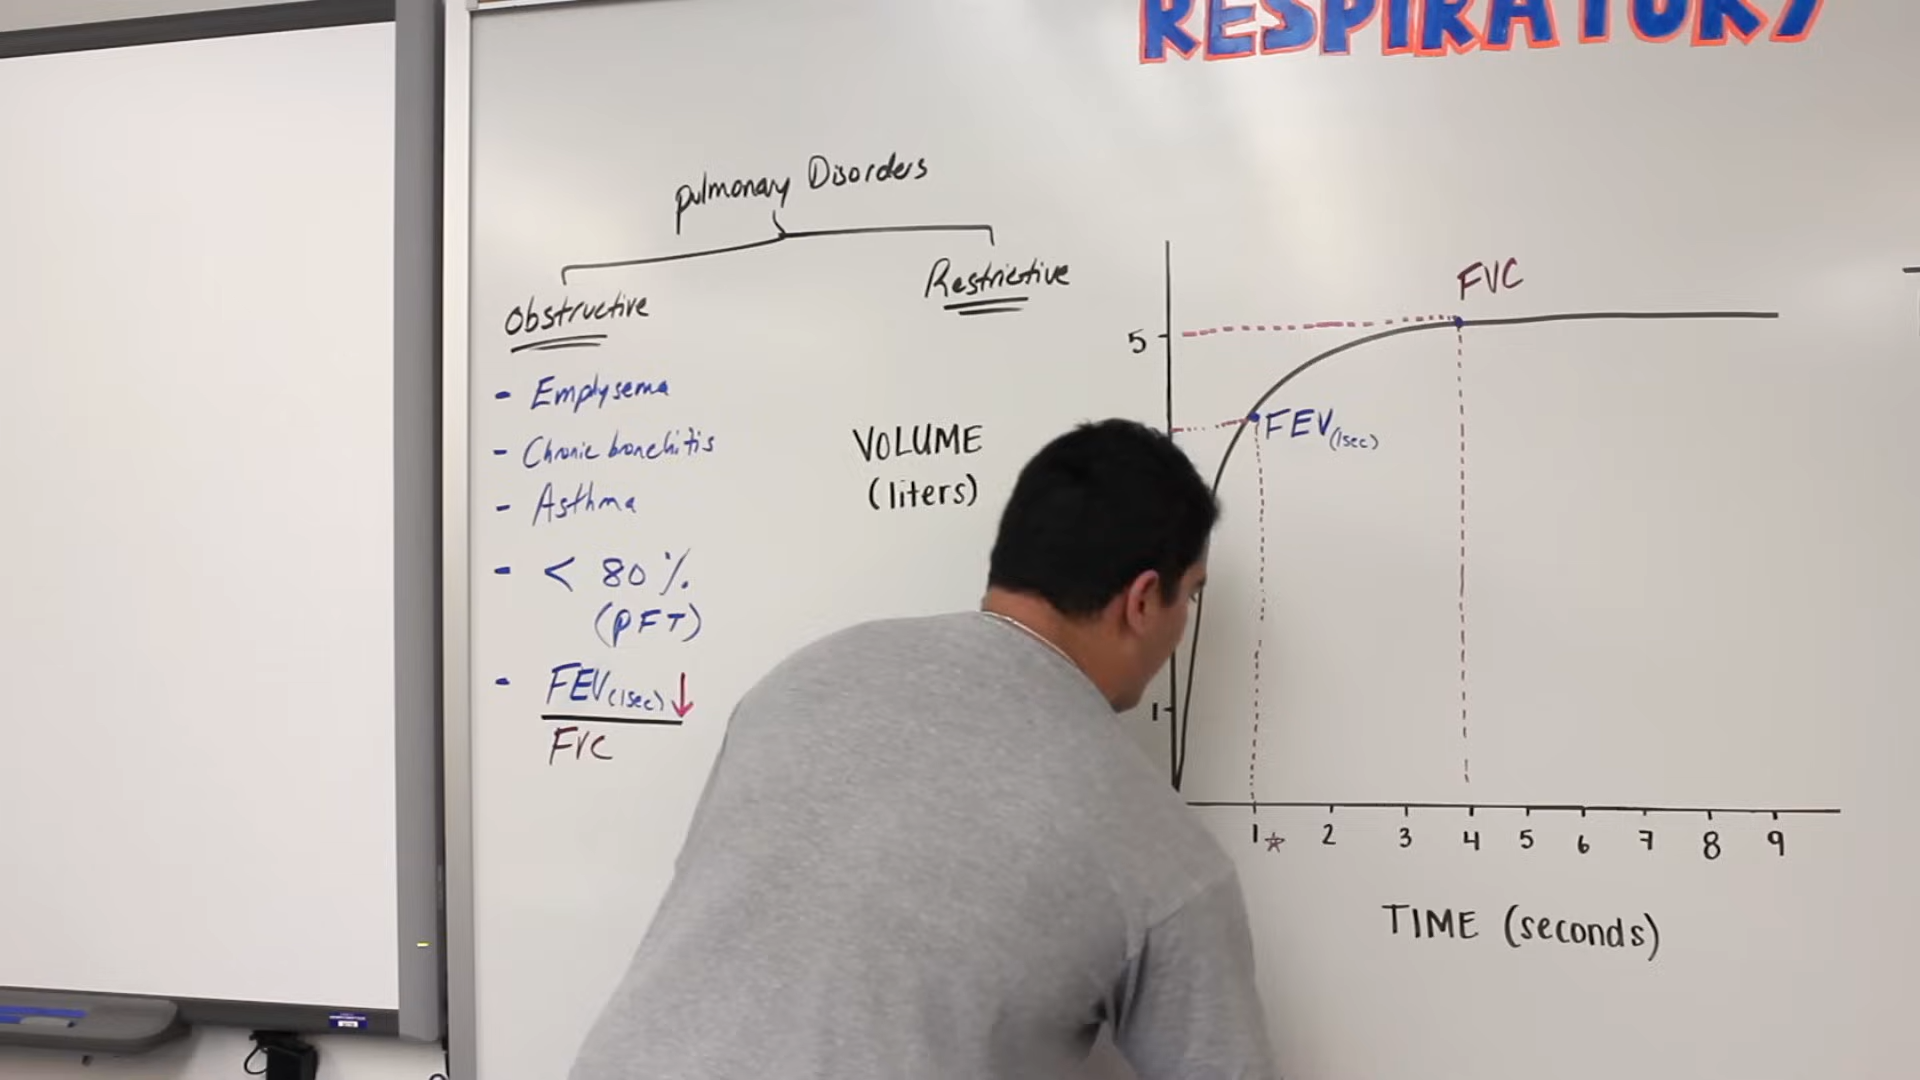 RESPIRATORY
pulmonary Disorders
Obstructive
Restrictive
- Emplysema
- Chronic bronchitis
- Asthma
- < 80%
(PFT)
- FEV(1sec)↓
FVC
VOLUME
(liters)
5
1
FVC
FEV(1sec)
1☆ 2 3 4 5 6 7 8 9
TIME (seconds)